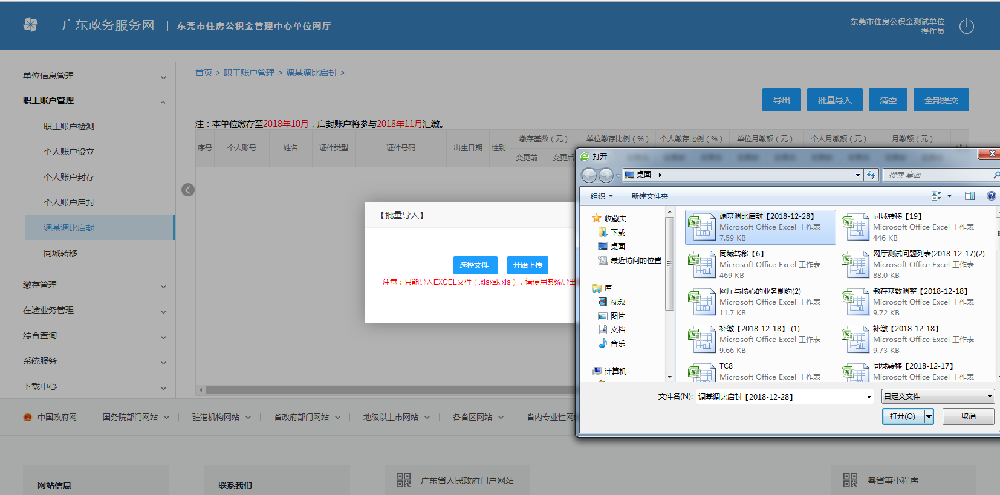 广东政务服务网 | 东莞市住房公积金管理中心单位网厅
东莞市住房公积金测试单位
操作员
单位信息管理
职工账户管理
职工账户检测
个人账户设立
个人账户封存
个人账户启封
调基调比启封
同城转移
缴存管理
在途业务管理
综合查询
系统服务
下载中心
首页 > 职工账户管理 > 调基调比启封 >
导出 批量导入 清空 全部提交
注：本单位缴存至2018年10月，启封账户将参与2018年11月汇缴。
序号 个人账号 姓名 证件类型 证件号码 出生日期 性别 缴存基数（元） 单位缴存比例（%） 个人缴存比例（%） 单位月缴额（元） 个人月缴额（元） 月缴额（元）
变更前 变更后
【批量导入】
选择文件 开始上传
注意：只能导入EXCEL文件（.xlsx或.xls），请使用系统导出
打开
桌面
搜索 桌面
组织 新建文件夹
收藏夹
下载
桌面
最近访问的位置
库
视频
图片
文档
音乐
计算机
调基调比启封【2018-12-28】
Microsoft Office Excel 工作表
7.59 KB
同城转移【19】
Microsoft Office Excel 工作表
446 KB
同城转移【6】
Microsoft Office Excel 工作表
469 KB
网厅测试问题列表(2018-12-17)(2)
Microsoft Office Excel 工作表
88.0 KB
网厅与核心的业务制约(2)
Microsoft Office Excel 工作表
11.7 KB
缴存基数调整【2018-12-18】
Microsoft Office Excel 工作表
9.72 KB
补缴【2018-12-18】 (1)
Microsoft Office Excel 工作表
9.66 KB
补缴【2018-12-18】
Microsoft Office Excel 工作表
9.73 KB
TC8
Microsoft Office Excel 工作表
同城转移【2018-12-17】
Microsoft Office Excel 工作表
文件名(N): 调基调比启封【2018-12-28】 自定义文件
打开(O) 取消
中国政府网 国务院部门网站 驻港机构网站 省政府部门网站 地级以上市网站 各省区网站 省内专业性网
网站信息
联系我们
广东省人民政府门户网站
粤省事小程序